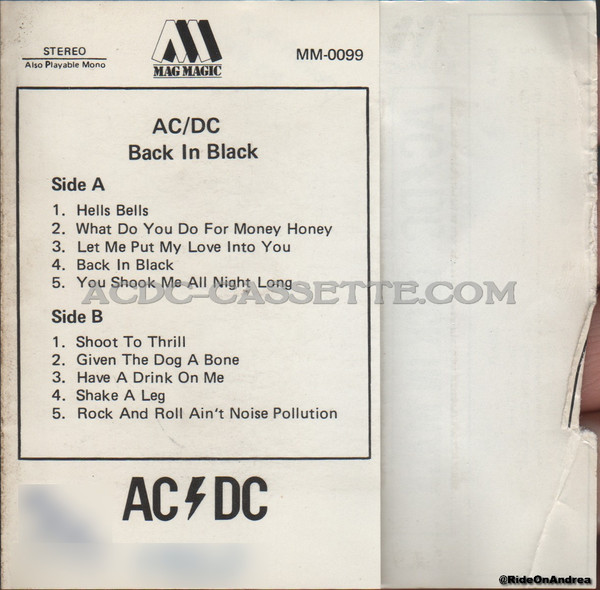 STEREO
Also Playable Mono
MAG MAGIC
MM-0099
AC/DC
Back In Black
Side A
1. Hells Bells
2. What Do You Do For Money Honey
3. Let Me Put My Love Into You
4. Back In Black
5. You Shook Me All Night Long
ACDC-CASSETTE.COM
Side B
1. Shoot To Thrill
2. Given The Dog A Bone
3. Have A Drink On Me
4. Shake A Leg
5. Rock And Roll Ain't Noise Pollution
AC⚡DC
@RideOnAndrea